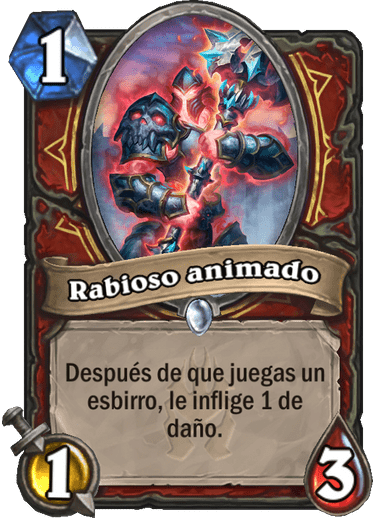 1
Rabioso animado
Después de que juegas un
esbirro, le inflige 1 de
daño.
1
3